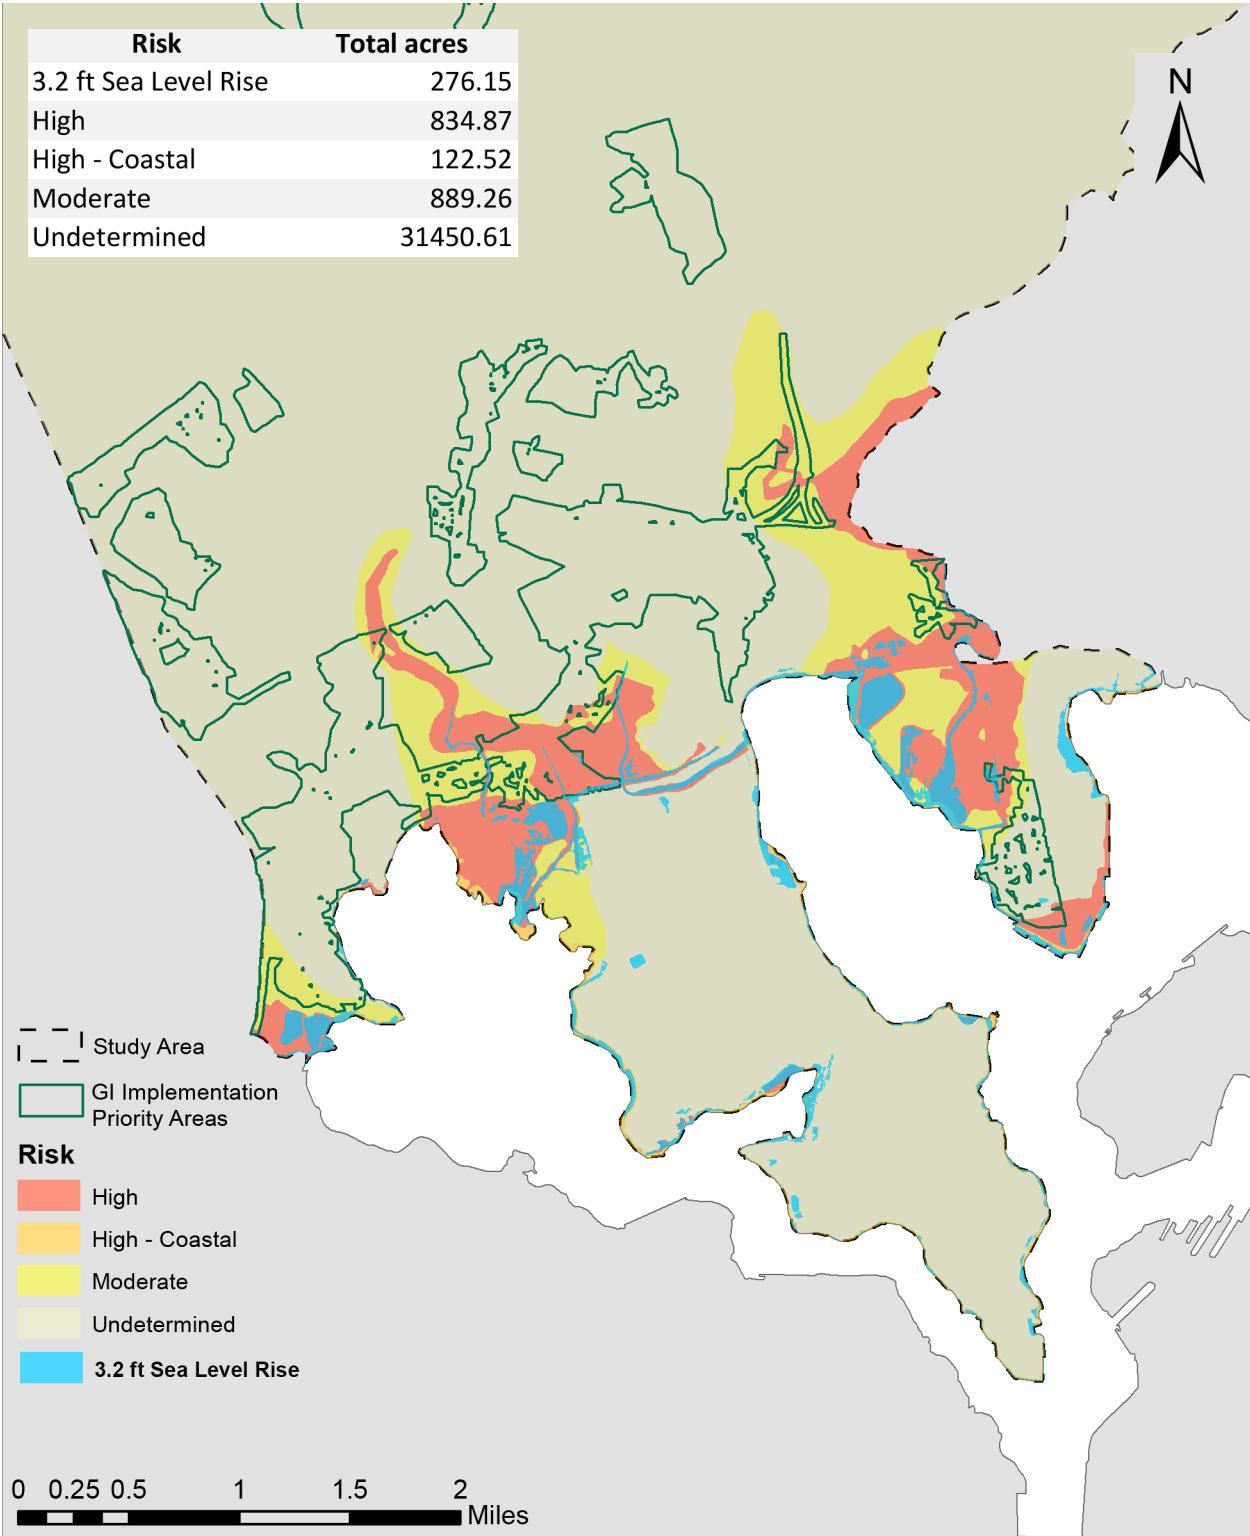 Risk Total acres
3.2 ft Sea Level Rise 276.15
High 834.87
High - Coastal 122.52
Moderate 889.26
Undetermined 31450.61
N
Study Area
GI Implementation
Priority Areas
Risk
High
High - Coastal
Moderate
Undetermined
3.2 ft Sea Level Rise
0 0.25 0.5 1 1.5 2
Miles